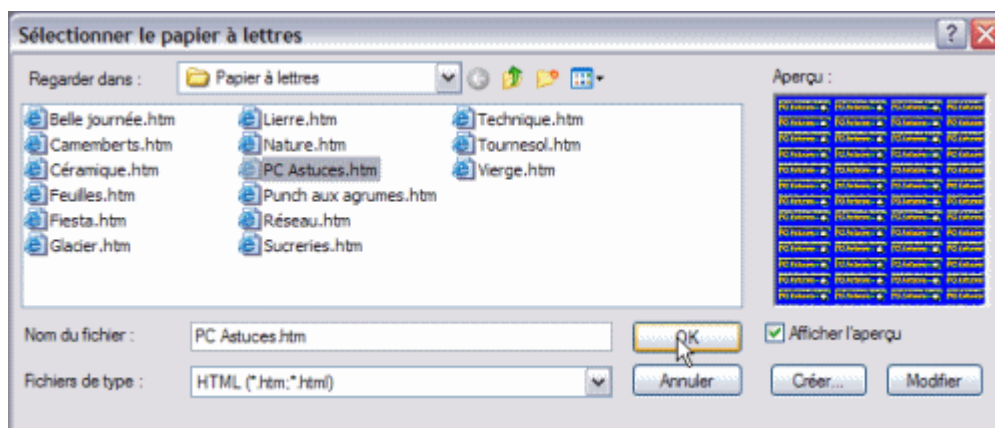 Sélectionner le papier à lettres
Regarder dans :
Papier à lettres
Aperçu :
Belle journée.htm
Camemberts.htm
Céramique.htm
Feuilles.htm
Fiesta.htm
Glacier.htm
Lierre.htm
Nature.htm
PC Astuces.htm
Punch aux agrumes.htm
Réseau.htm
Sucreries.htm
Technique.htm
Tournesol.htm
Vierge.htm
Nom du fichier :
PC Astuces.htm
OK
Afficher l'aperçu
Fichiers de type :
HTML (*.htm;*.html)
Annuler
Créer...
Modifier